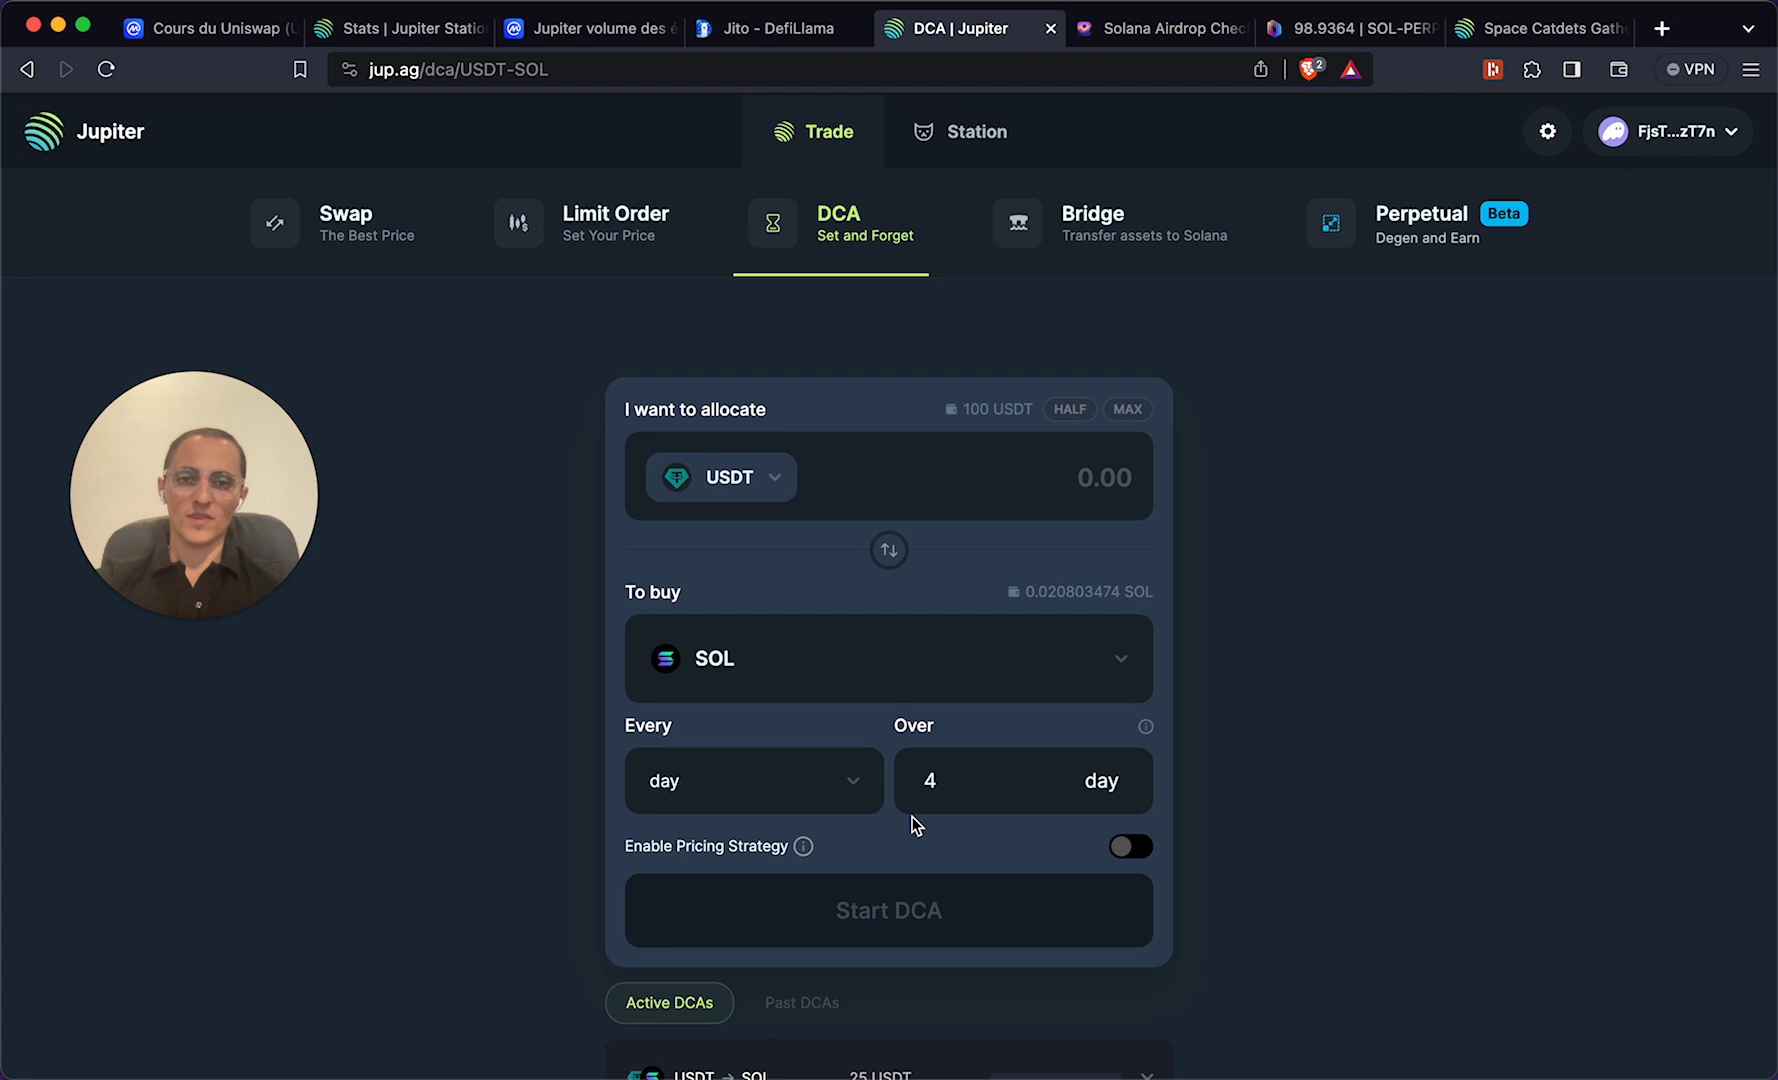 Cours du Uniswap (U
Stats | Jupiter Statio
Jupiter volume des é
Jito - DefiLlama
DCA | Jupiter
Solana Airdrop Chec
98.9364 | SOL-PERP
Space Catdets Gathe
jup.ag/dca/USDT-SOL
2
VPN
Jupiter
Trade
Station
FjsT...zT7n
Swap
The Best Price
Limit Order
Set Your Price
DCA
Set and Forget
Bridge
Transfer assets to Solana
Perpetual Beta
Degen and Earn
I want to allocate
100 USDT HALF MAX
USDT
0.00
To buy
0.020803474 SOL
SOL
Every
Over
day
4
day
Enable Pricing Strategy
Start DCA
Active DCAs
Past DCAs
USDT → SOL
25 USDT